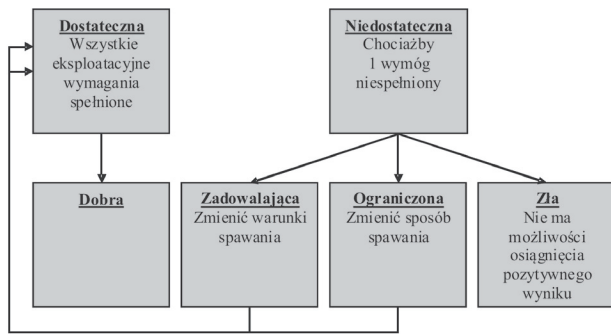 Dostateczna
Wszystkie
eksploatacyjne
wymagania
spełnione
Niedostateczna
Chociażby
1 wymóg
niespełniony
Dobra
Zadowalająca
Zmienić warunki
spawania
Ograniczona
Zmienić sposób
spawania
Zła
Nie ma
możliwości
osiągnięcia
pozytywnego
wyniku